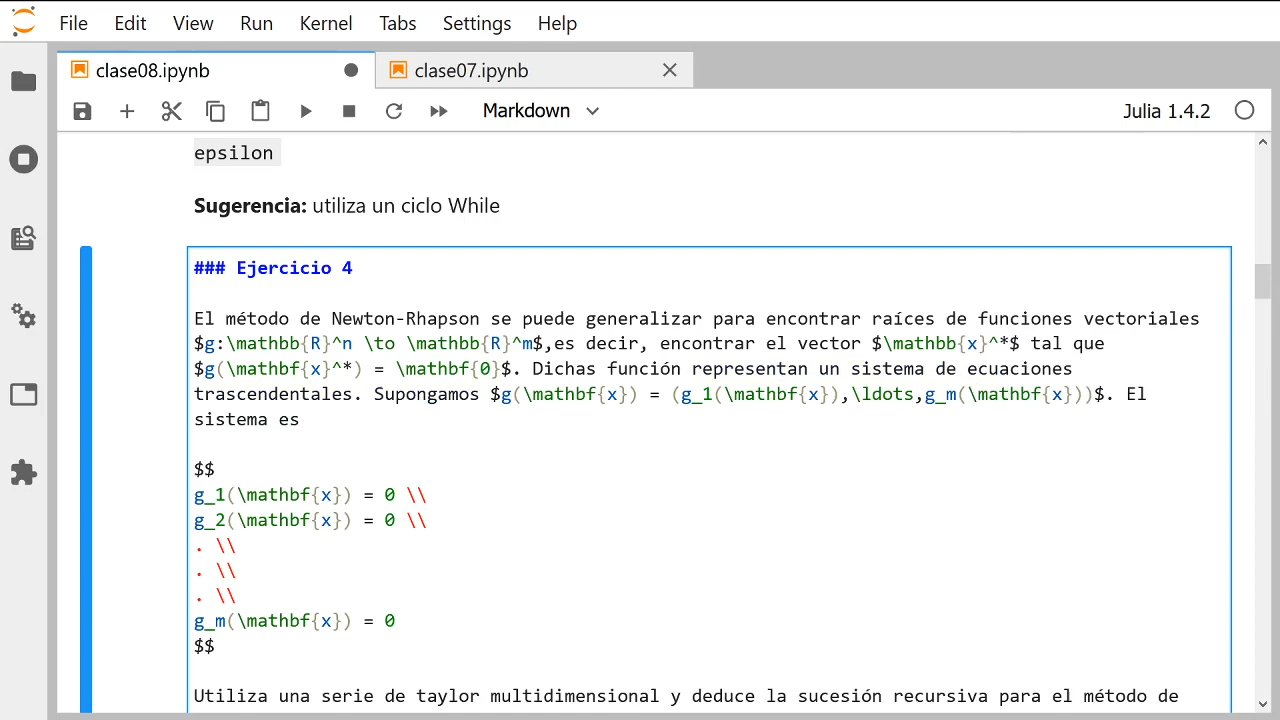 File Edit View Run Kernel Tabs Settings Help
clase08.ipynb clase07.ipynb
Markdown Julia 1.4.2
epsilon
Sugerencia: utiliza un ciclo While
### Ejercicio 4
El método de Newton-Rhapson se puede generalizar para encontrar raíces de funciones vectoriales
$g:\mathbb{R}^n \to \mathbb{R}^m$,es decir, encontrar el vector $\mathbb{x}^*$ tal que
$g(\mathbf{x}^*) = \mathbf{0}$. Dichas función representan un sistema de ecuaciones
trascendentales. Supongamos $g(\mathbf{x}) = (g_1(\mathbf{x}),\ldots,g_m(\mathbf{x}))$. El
sistema es
$$
g_1(\mathbf{x}) = 0 \\
g_2(\mathbf{x}) = 0 \\
. \\
. \\
. \\
g_m(\mathbf{x}) = 0
$$
Utiliza una serie de taylor multidimensional y deduce la sucesión recursiva para el método de